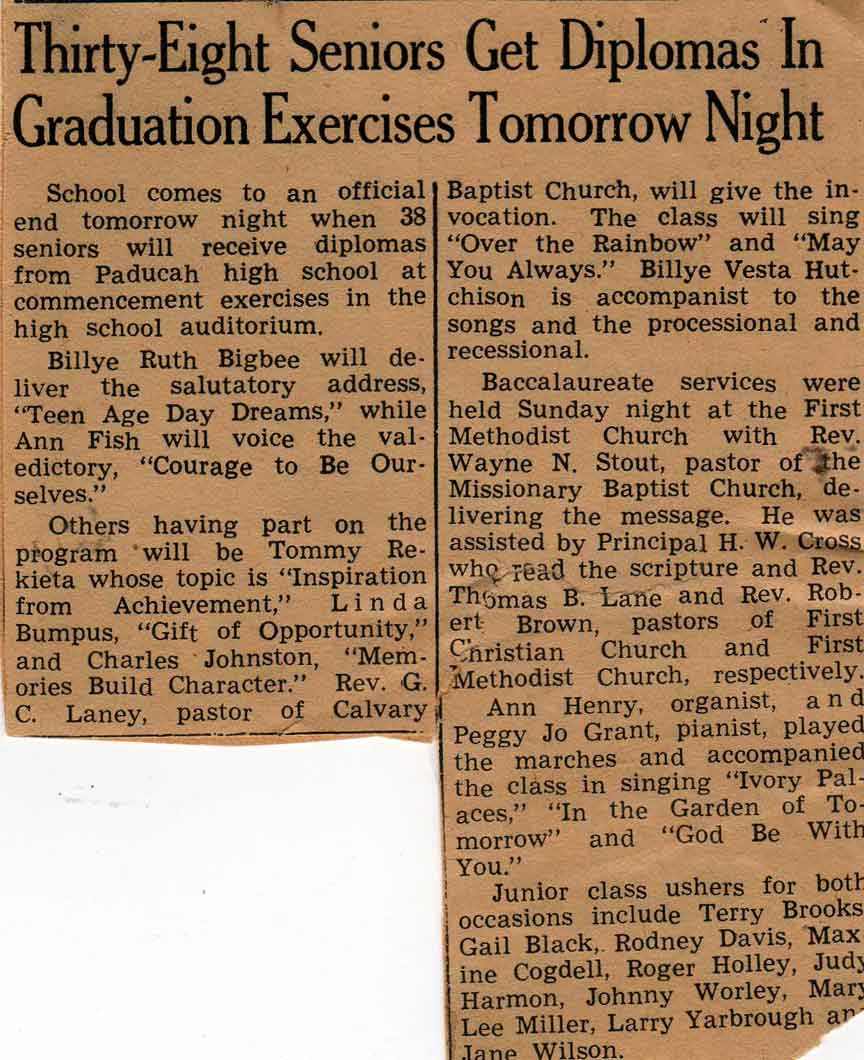 Thirty-Eight Seniors Get Diplomas In
Graduation Exercises Tomorrow Night
School comes to an official
end tomorrow night when 38
seniors will receive diplomas
from Paducah high school at
commencement exercises in the
high school auditorium.
Billye Ruth Bigbee will de-
liver the salutatory address,
“Teen Age Day Dreams,” while
Ann Fish will voice the val-
edictory, “Courage to Be Our-
selves.”
Others having part on the
program will be Tommy Re-
kieta whose topic is “Inspiration
from Achievement,” Linda
Bumpus, “Gift of Opportunity,”
and Charles Johnston, “Mem-
ories Build Character.” Rev. G.
C. Laney, pastor of Calvary
Baptist Church, will give the in-
vocation. The class will sing
“Over the Rainbow” and “May
You Always.” Billye Vesta Hut-
chison is accompanist to the
songs and the processional and
recessional.
Baccalaureate services were
held Sunday night at the First
Methodist Church with Rev.
Wayne N. Stout, pastor of the
Missionary Baptist Church, de-
livering the message. He was
assisted by Principal H. W. Cross
who read the scripture and Rev.
Thomas B. Lane and Rev. Rob-
ert Brown, pastors of First
Christian Church and First
Methodist Church, respectively.
Ann Henry, organist, and
Peggy Jo Grant, pianist, played
the marches and accompanied
the class in singing “Ivory Pal-
aces,” “In the Garden of To-
morrow” and “God Be With
You.”
Junior class ushers for both
occasions include Terry Brooks
Gail Black, Rodney Davis, Max
ine Cogdell, Roger Holley, Judy
Harmon, Johnny Worley, Mary
Lee Miller, Larry Yarbrough and
Jane Wilson.